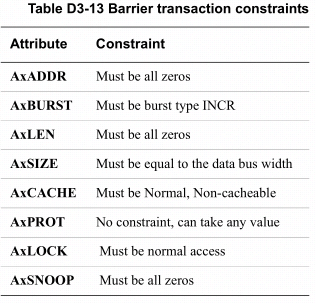 Table D3-13 Barrier transaction constraints
Attribute Constraint
AxADDR Must be all zeros
AxBURST Must be burst type INCR
AxLEN Must be all zeros
AxSIZE Must be equal to the data bus width
AxCACHE Must be Normal, Non-cacheable
AxPROT No constraint, can take any value
AxLOCK Must be normal access
AxSNOOP Must be all zeros